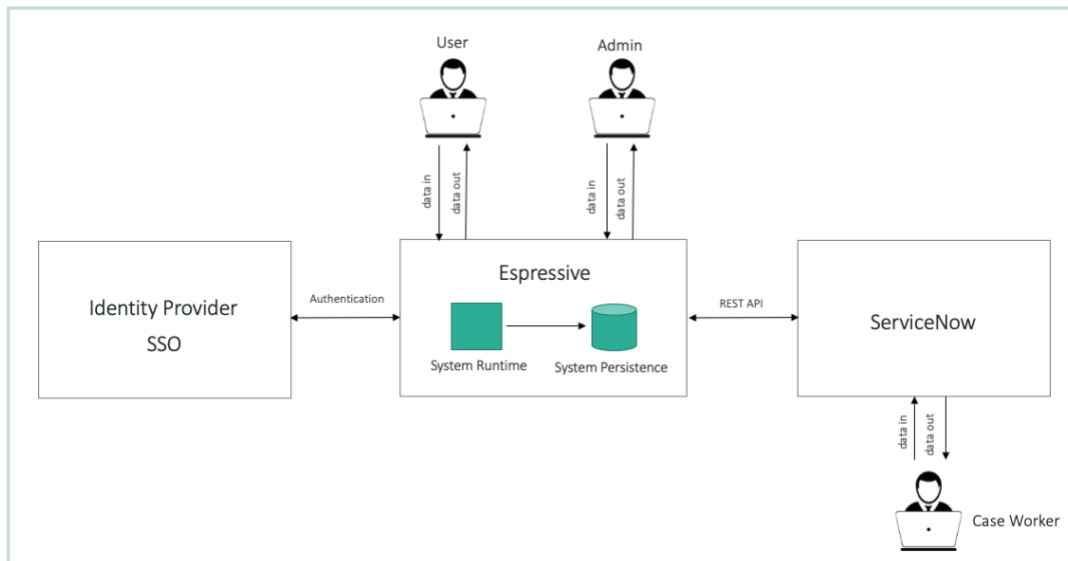 User
Admin
data in
data out
data in
data out
Identity Provider
SSO
Authentication
Espressive
System Runtime
System Persistence
REST API
ServiceNow
data in
data out
Case Worker